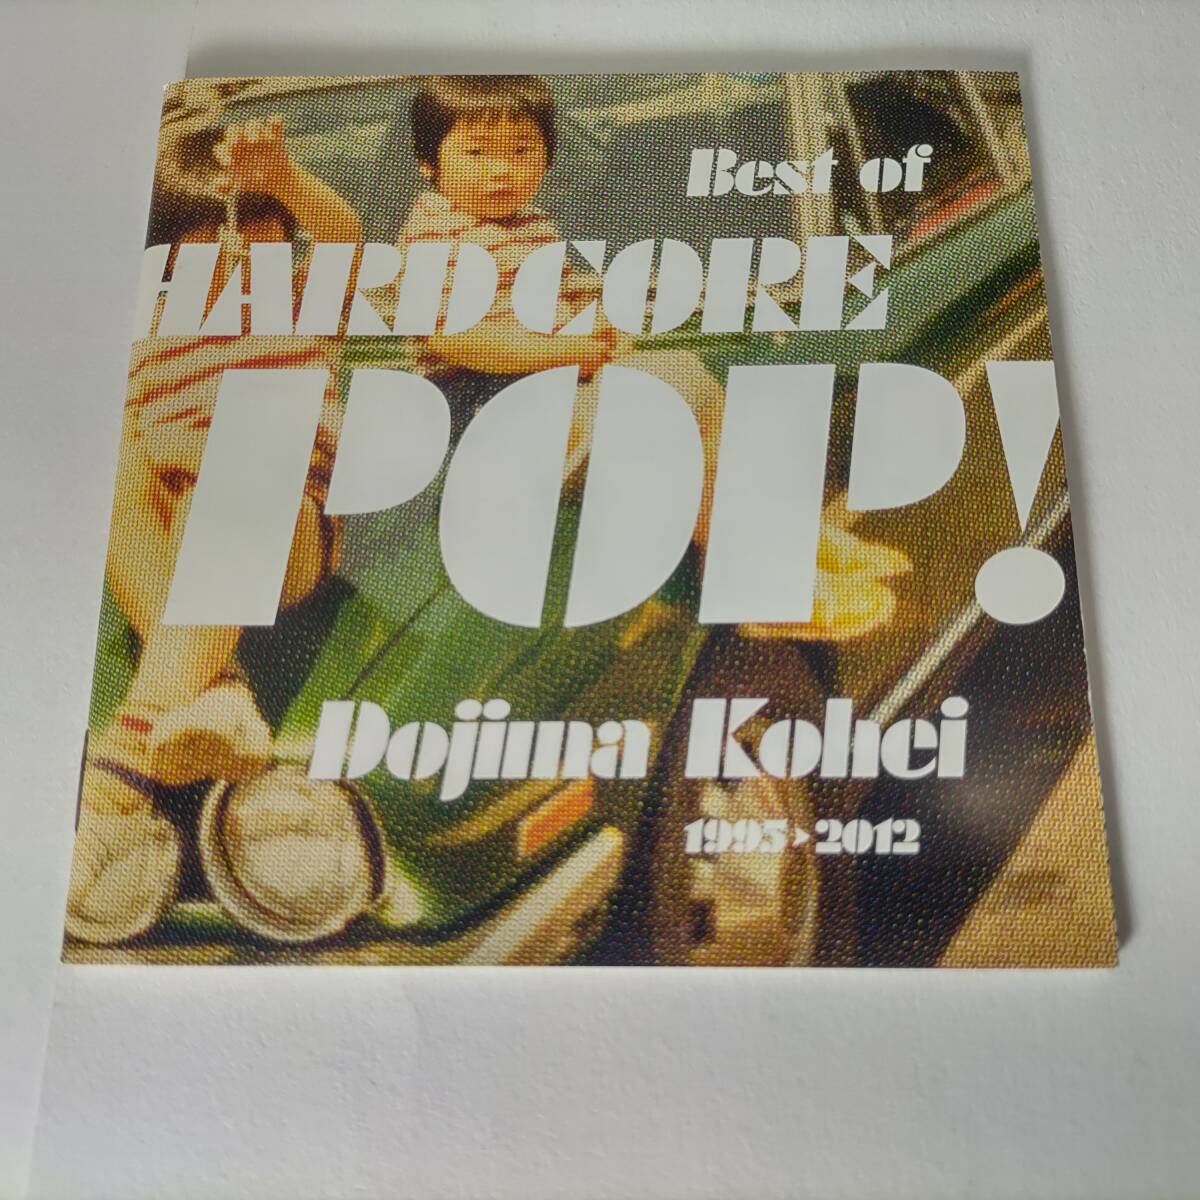 Best of
HARDCORE
POP!
Dojima Kohei
1995▸2012